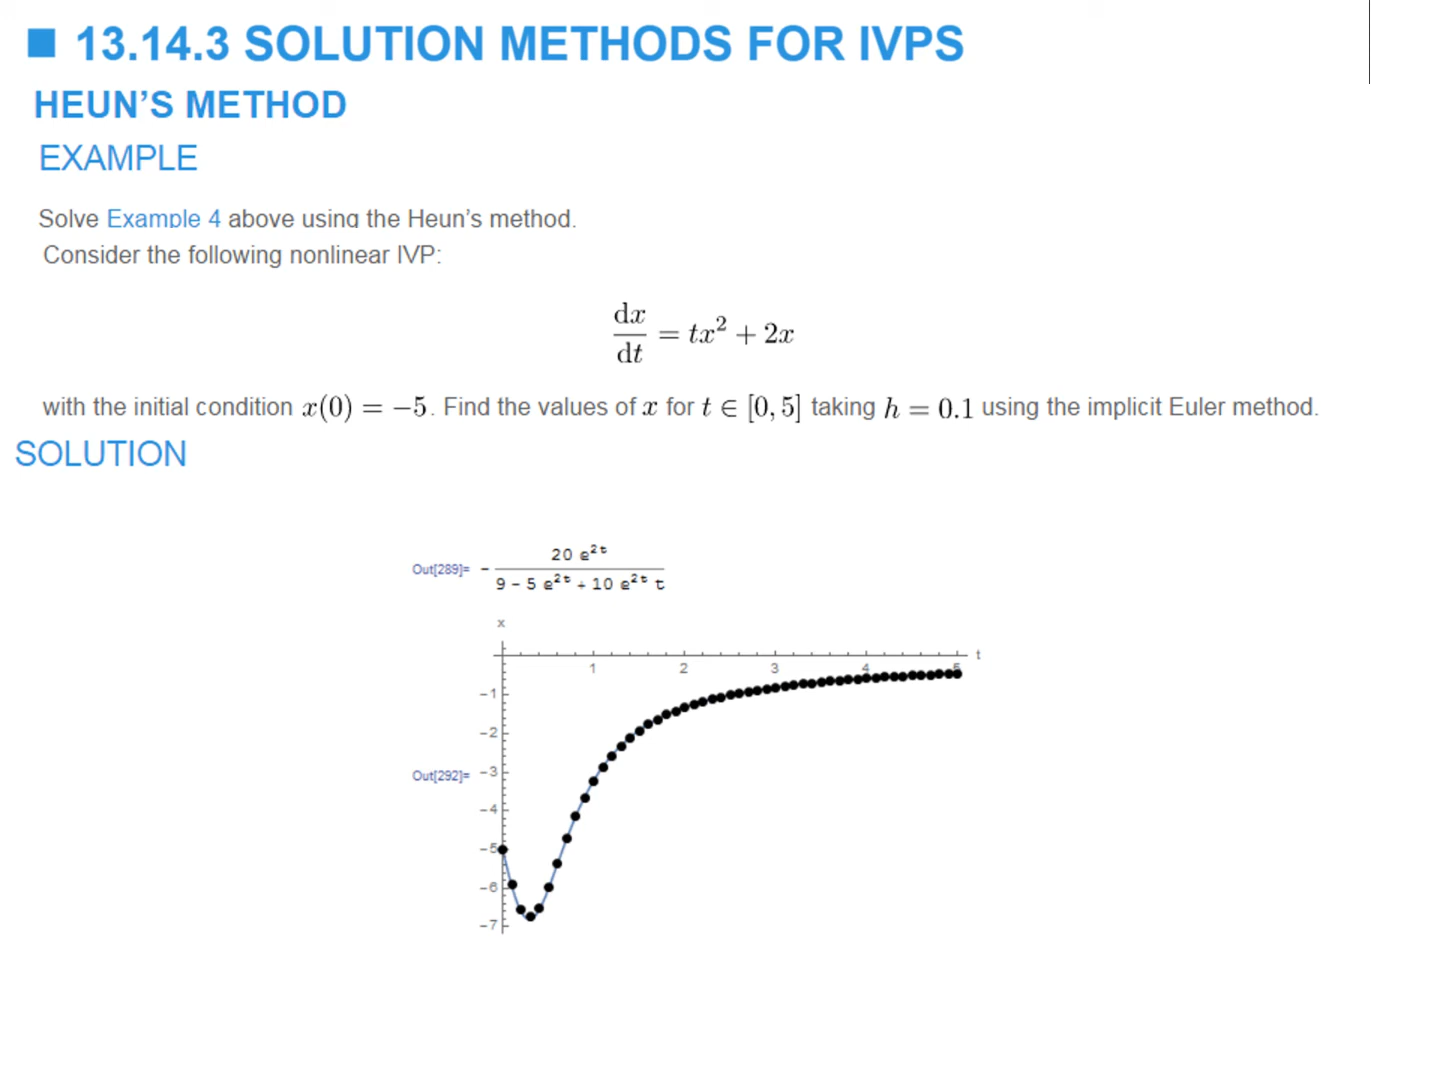 13.14.3 SOLUTION METHODS FOR IVPS
HEUN'S METHOD
EXAMPLE
Solve Example 4 above using the Heun's method.
Consider the following nonlinear IVP:
dx/dt = tx² + 2x
with the initial condition x(0) = −5. Find the values of x for t ∈ [0, 5] taking h = 0.1 using the implicit Euler method.
SOLUTION
Out[289]= - 20 e^2t / 9 - 5 e^2t + 10 e^2t t
x
t
1 2 3 4 5
-1
-2
Out[292]= -3
-4
-5
-6
-7